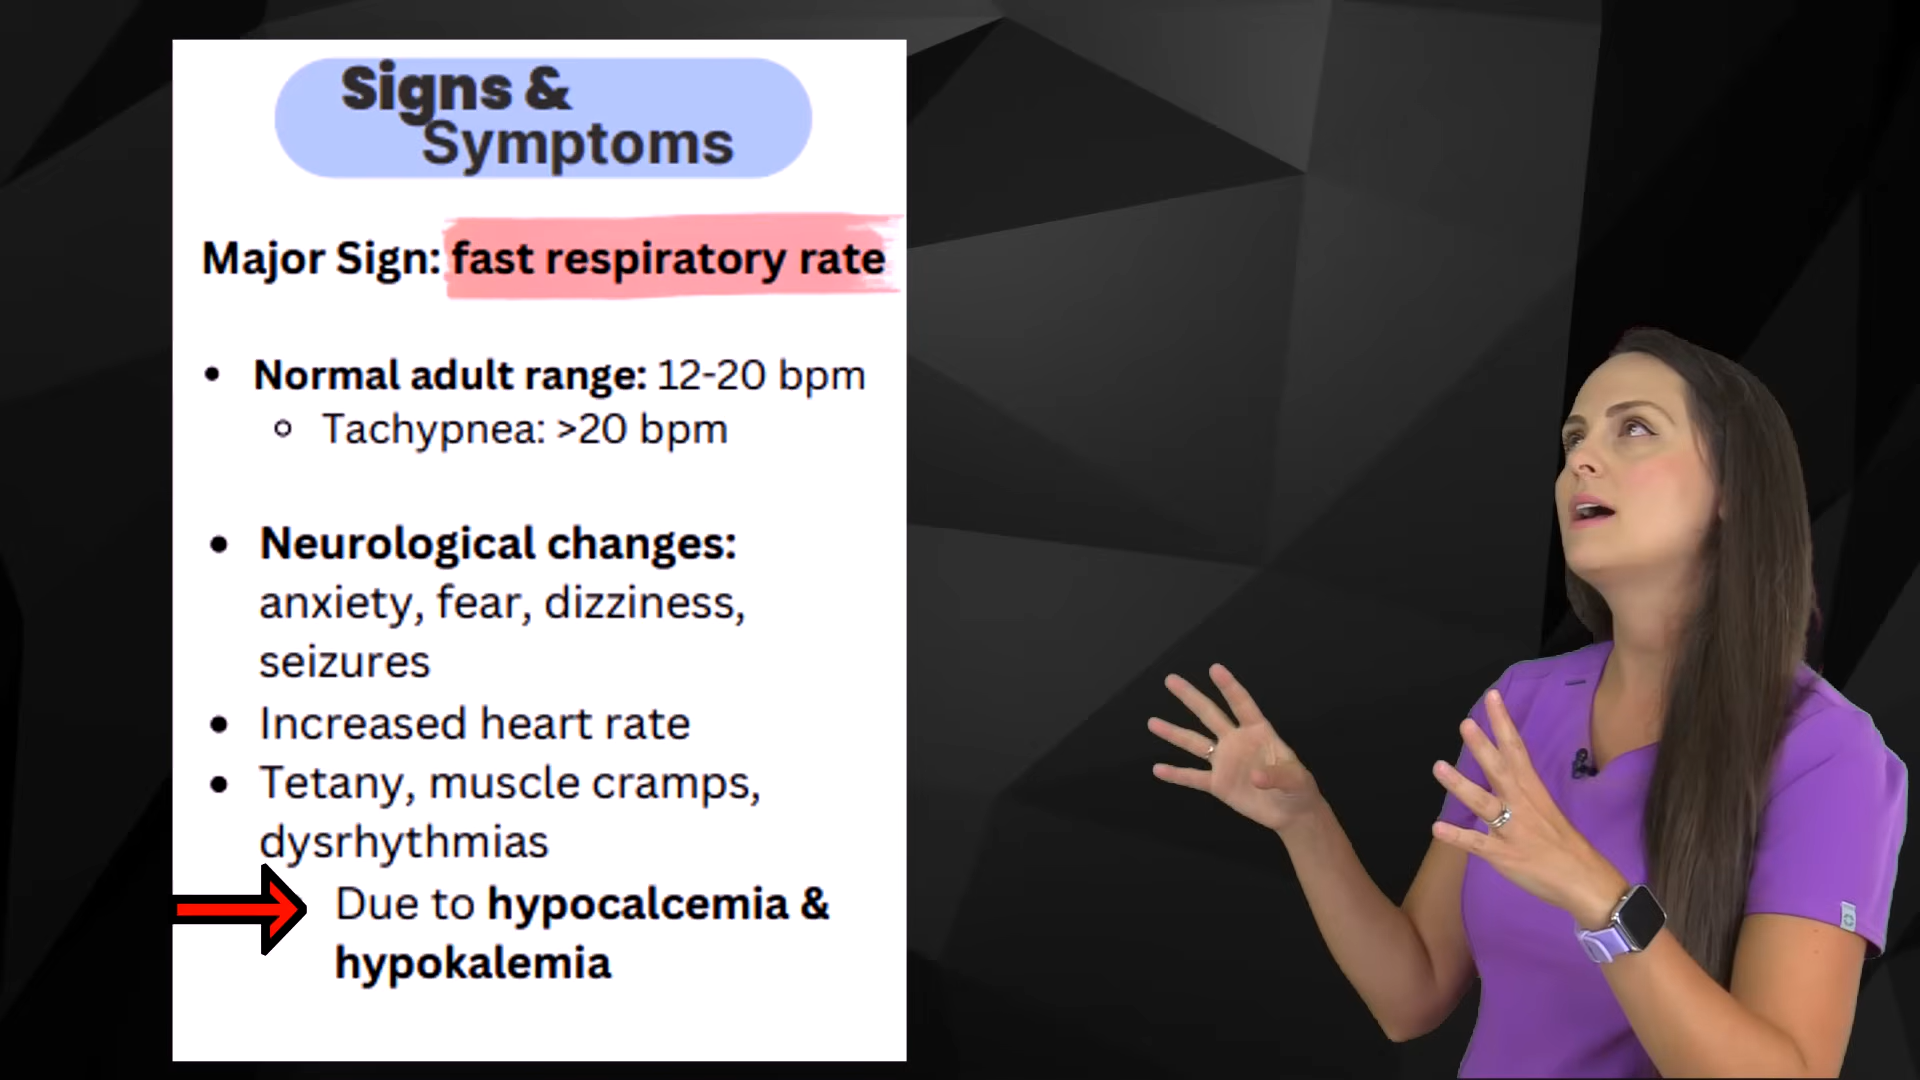 Signs &
Symptoms
Major Sign: fast respiratory rate
• Normal adult range: 12-20 bpm
○ Tachypnea: >20 bpm
• Neurological changes:
anxiety, fear, dizziness,
seizures
• Increased heart rate
• Tetany, muscle cramps,
dysrhythmias
Due to hypocalcemia &
hypokalemia